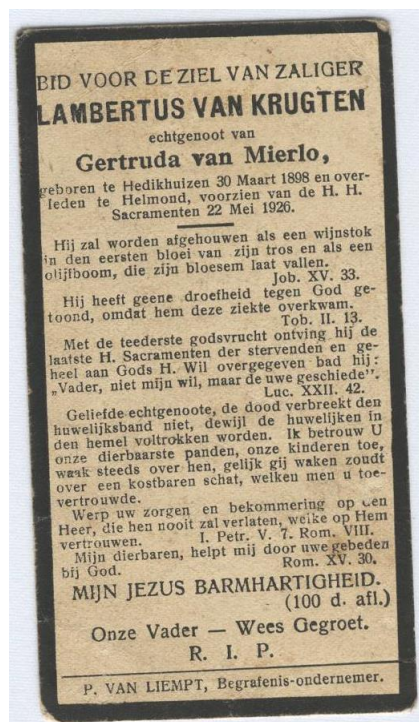 BID VOOR DE ZIEL VAN ZALIGER
LAMBERTUS VAN KRUGTEN
echtgenoot van
Gertruda van Mierlo,
geboren te Hedikhuizen 30 Maart 1898 en over-
leden te Helmond, voorzien van de H. H.
Sacramenten 22 Mei 1926.
Hij zal worden afgehouwen als een wijnstok
in den eersten bloei van zijn tros en als een
olijfboom, die zijn bloesem laat vallen.
Job. XV. 33.
Hij heeft geene droefheid tegen God ge-
toond, omdat hem deze ziekte overkwam.
Tob. II. 13.
Met de teederste godsvrucht ontving hij de
laatste H. Sacramenten der stervenden en ge-
heel aan Gods H. Wil overgegeven bad hij:
„Vader, niet mijn wil, maar de uwe geschiede”.
Luc. XXII. 42.
Geliefde echtgenoote, de dood verbreekt den
huwelijksband niet, dewijl de huwelijken in
den hemel voltrokken worden. Ik betrouw U
onze dierbaarste panden, onze kinderen toe,
waak steeds over hen, gelijk gij waken zoudt
over een kostbaren schat, welken men u toe-
vertrouwde.
Werp uw zorgen en bekommering op den
Heer, die hen nooit zal verlaten, welke op Hem
vertrouwen. I. Petr. V. 7. Rom. VIII.
Mijn dierbaren, helpt mij door uwe gebeden
bij God. Rom. XV. 30.
MIJN JEZUS BARMHARTIGHEID.
(100 d. afl.)
Onze Vader — Wees Gegroet.
R. I. P.
P. VAN LIEMPT, Begrafenis-ondernemer.